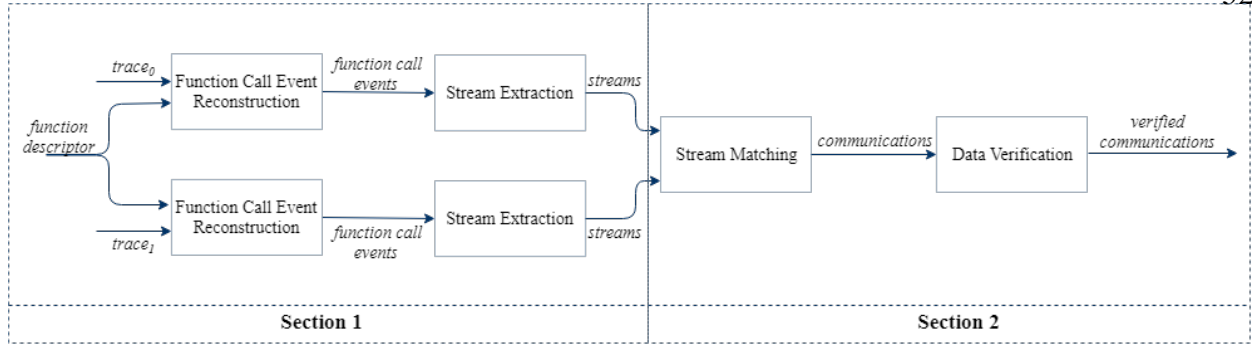 trace0
function
descriptor
Function Call Event
Reconstruction
function call
events
Stream Extraction
streams
Function Call Event
Reconstruction
trace1
function call
events
Stream Extraction
streams
Stream Matching
communications
Data Verification
verified
communications
Section 1
Section 2